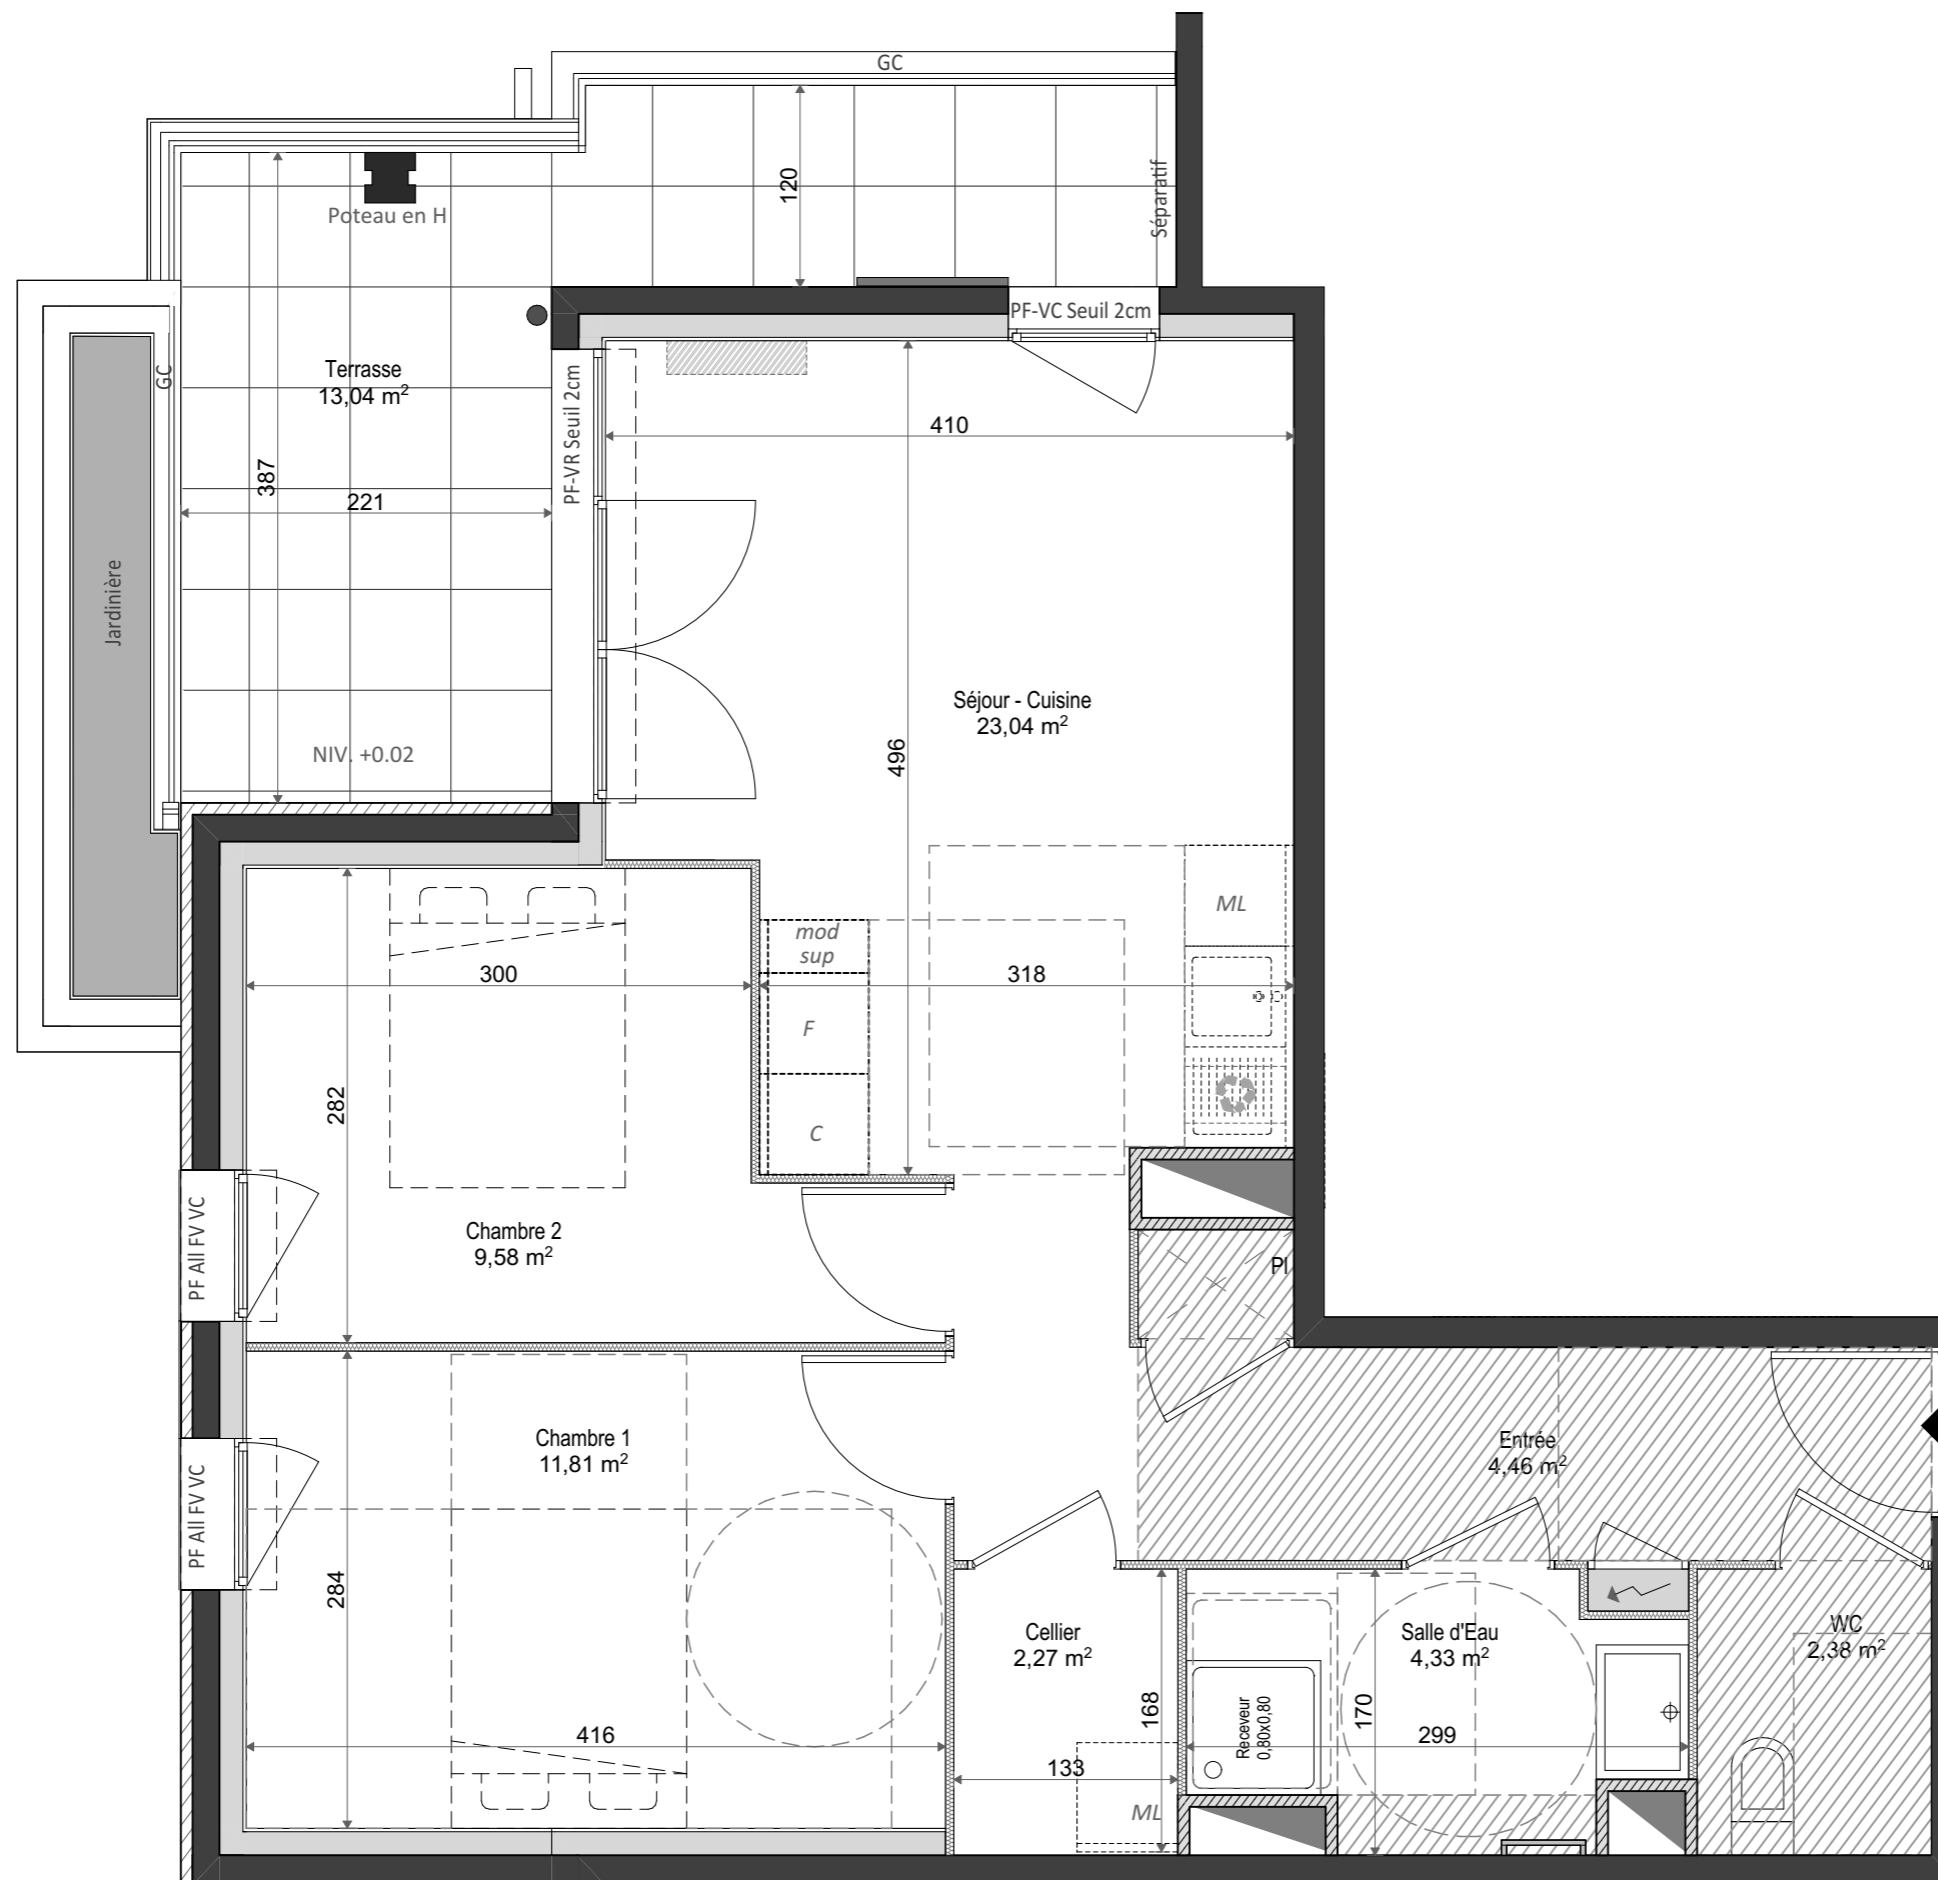 GC
Séparatif
120
Poteau en H
PF-VC Seuil 2cm
GC
Terrasse
13,04 m²
PF-VR Seuil 2cm
410
387
221
Jardinière
Séjour - Cuisine
23,04 m²
496
NIV. +0.02
ML
mod
sup
300
318
F
282
C
Chambre 2
9,58 m²
PF All FV VC
Pl
Chambre 1
11,81 m²
Entrée
4,46 m²
PF All FV VC
284
Cellier
2,27 m²
Salle d'Eau
4,33 m²
WC
2,38 m²
Receveur
0,80x0,80
168
170
416
299
133
ML